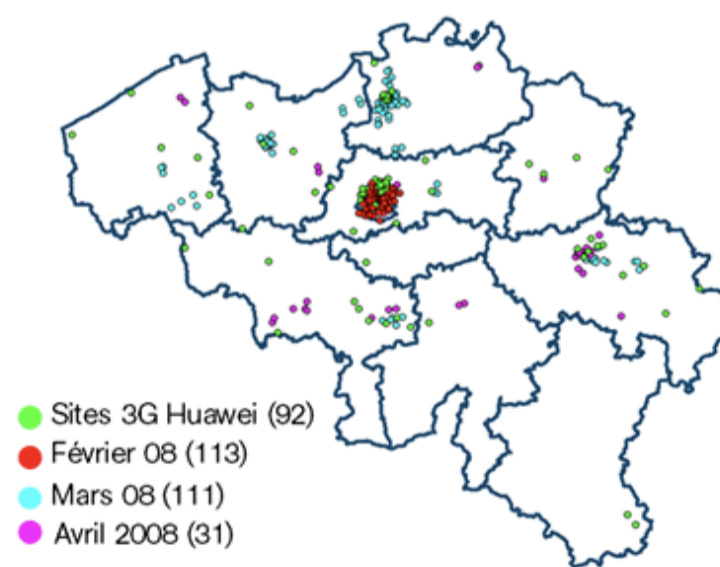 Sites 3G Huawei (92)
Février 08 (113)
Mars 08 (111)
Avril 2008 (31)